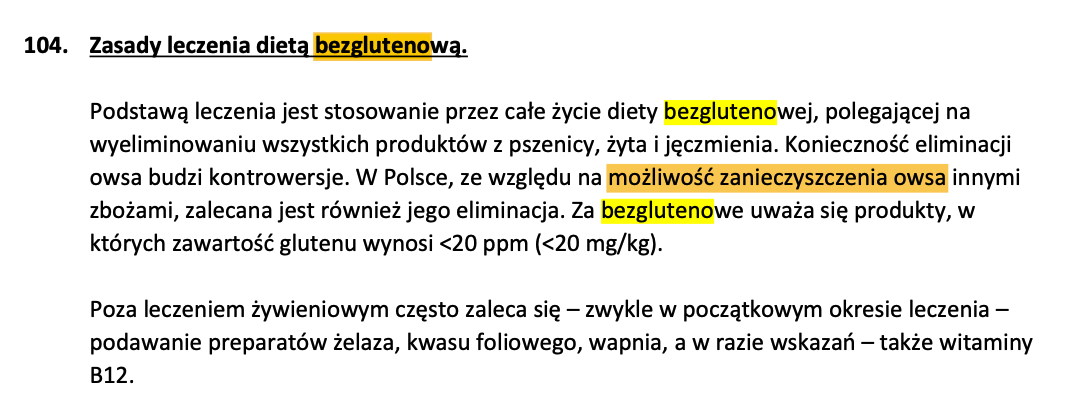 104. Zasady leczenia dietą bezglutenową.
Podstawą leczenia jest stosowanie przez całe życie diety bezglutenowej, polegającej na
wyeliminowaniu wszystkich produktów z pszenicy, żyta i jęczmienia. Konieczność eliminacji
owsa budzi kontrowersje. W Polsce, ze względu na możliwość zanieczyszczenia owsa innymi
zbożami, zalecana jest również jego eliminacja. Za bezglutenowe uważa się produkty, w
których zawartość glutenu wynosi <20 ppm (<20 mg/kg).
Poza leczeniem żywieniowym często zaleca się – zwykle w początkowym okresie leczenia –
podawanie preparatów żelaza, kwasu foliowego, wapnia, a w razie wskazań – także witaminy
B12.